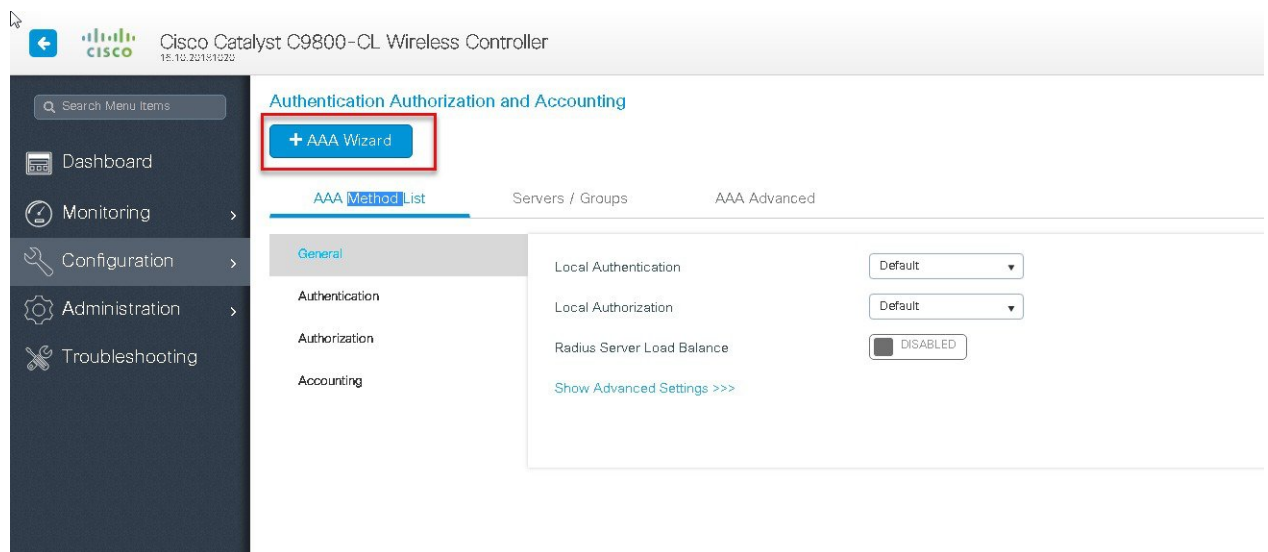 CISCO
Cisco Catalyst C9800-CL Wireless Controller
Search Menu Items
Dashboard
Monitoring
Configuration
Administration
Troubleshooting
Authentication Authorization and Accounting
+ AAA Wizard
AAA Method List
Servers / Groups
AAA Advanced
General
Authentication
Authorization
Accounting
Local Authentication
Default
Local Authorization
Default
Radius Server Load Balance
DISABLED
Show Advanced Settings >>>